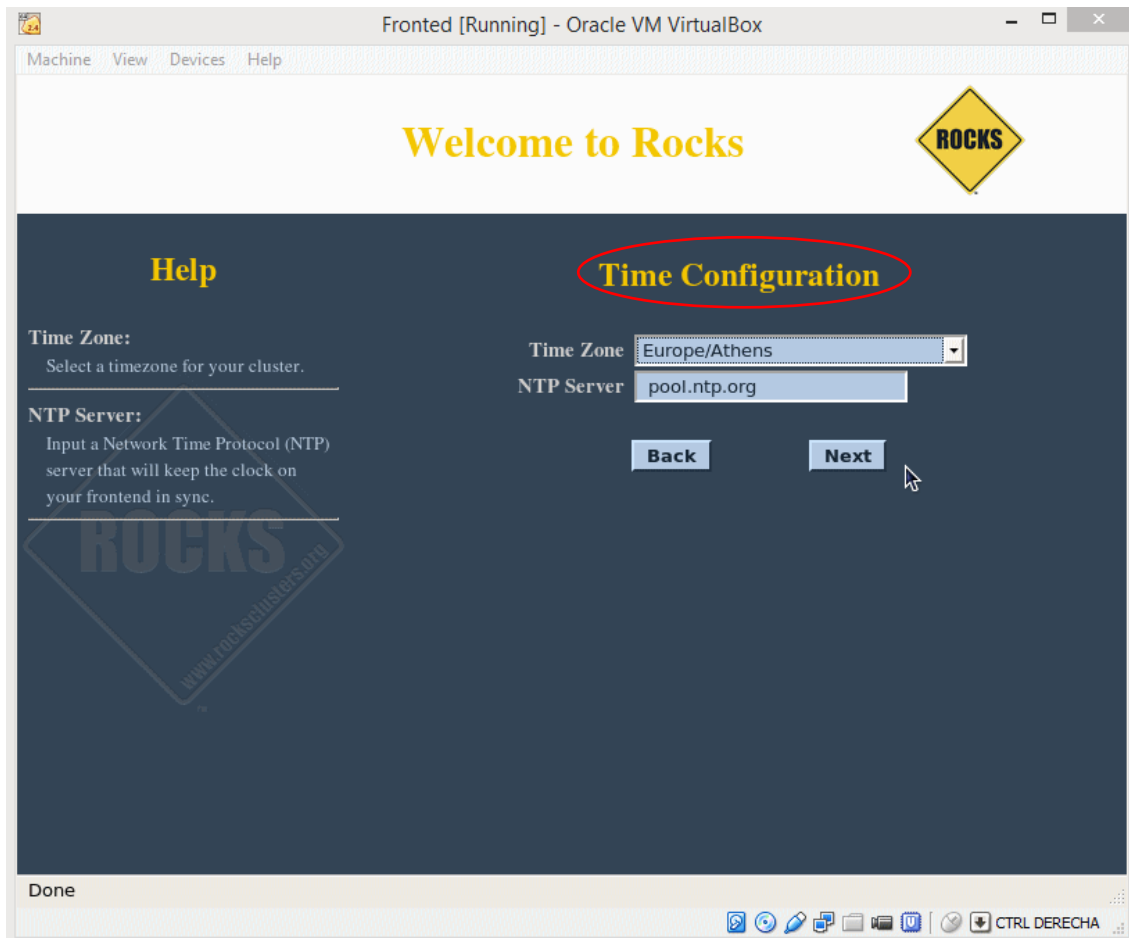 2.4
Fronted [Running] - Oracle VM VirtualBox
Machine View Devices Help
Welcome to Rocks
ROCKS
Help
Time Configuration
Time Zone:
Select a timezone for your cluster.
Time Zone Europe/Athens
NTP Server pool.ntp.org
NTP Server:
Input a Network Time Protocol (NTP)
server that will keep the clock on
your frontend in sync.
Back Next
ROCKS
www.rocksclusters.org
TM
Done
CTRL DERECHA